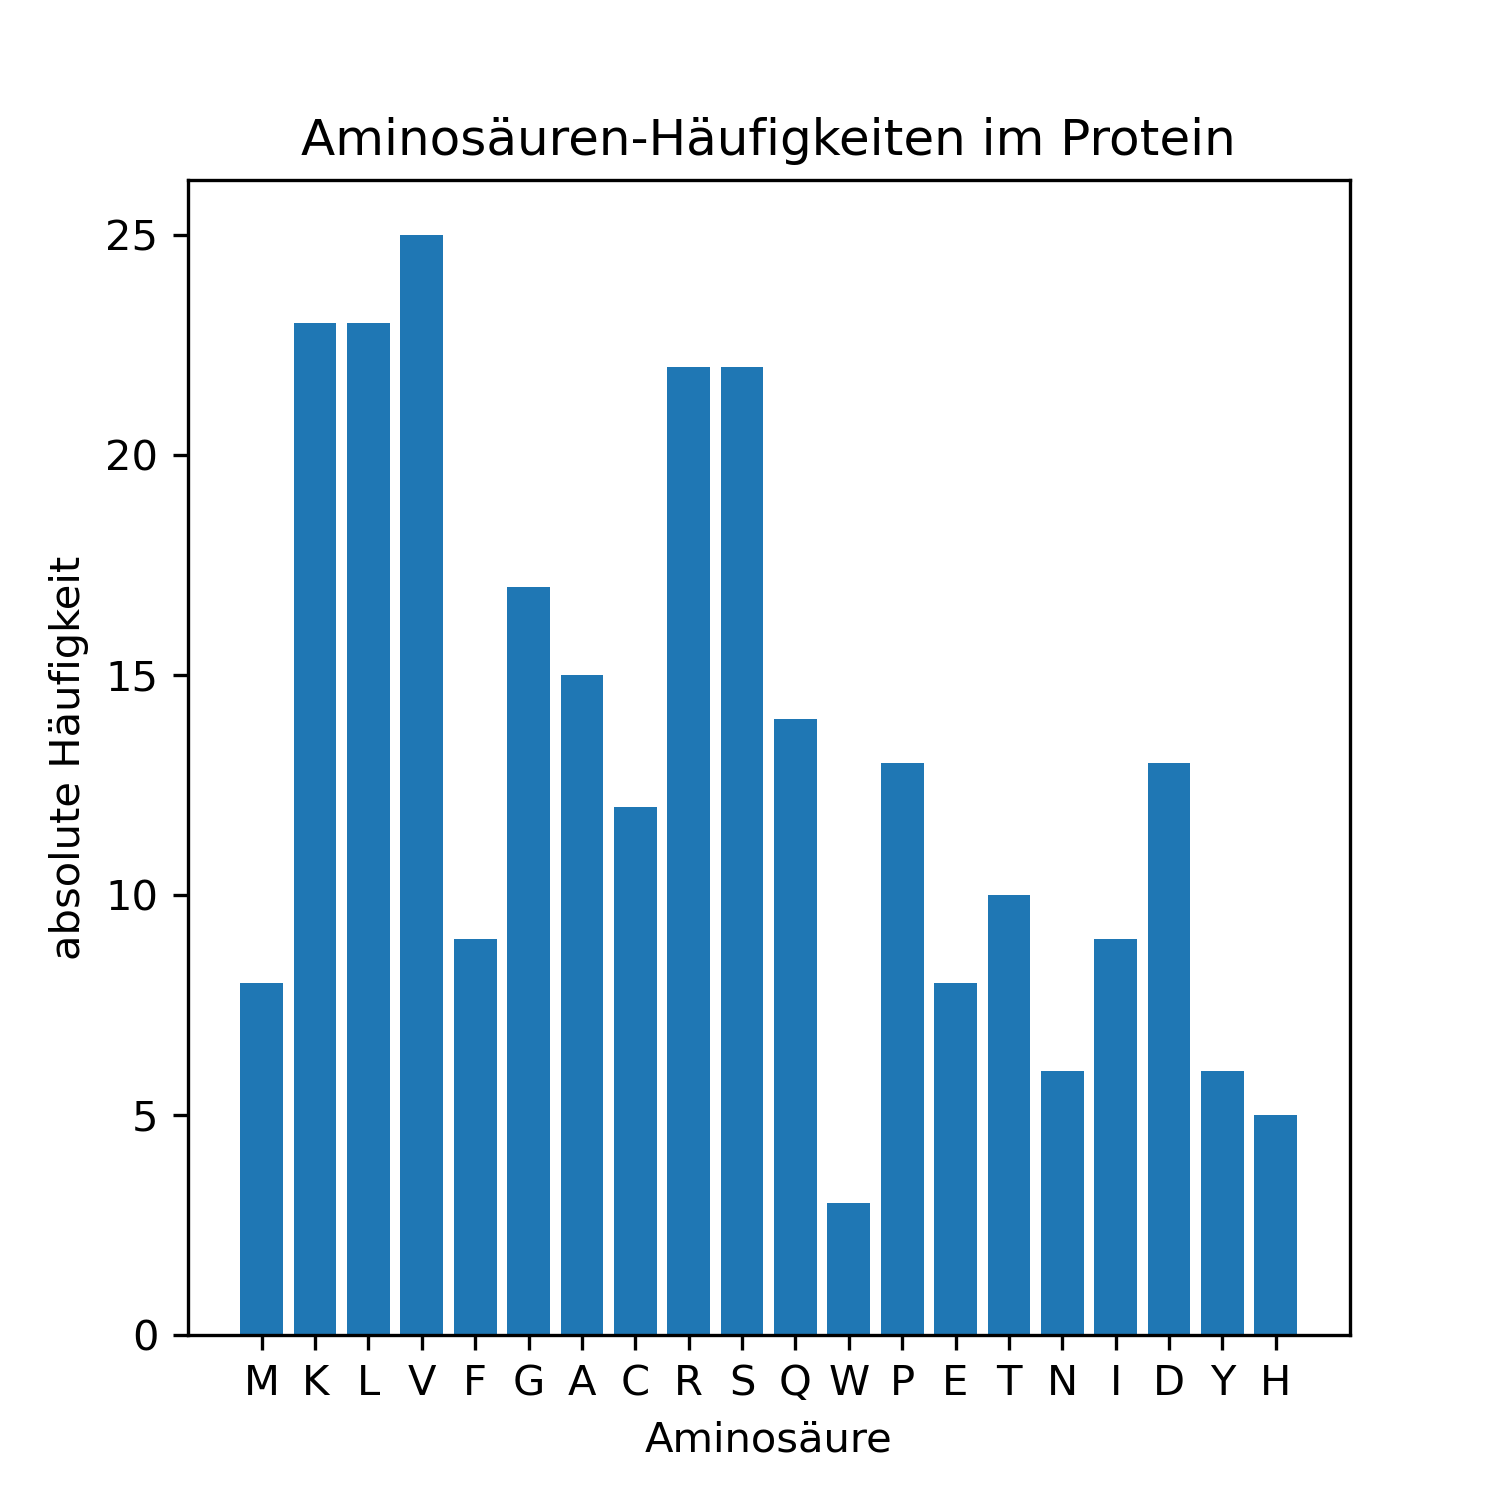 Aminosäuren-Häufigkeiten im Protein
25
20
15
10
5
0
absolute Häufigkeit
M K L V F G A C R S Q W P E T N I D Y H
Aminosäure